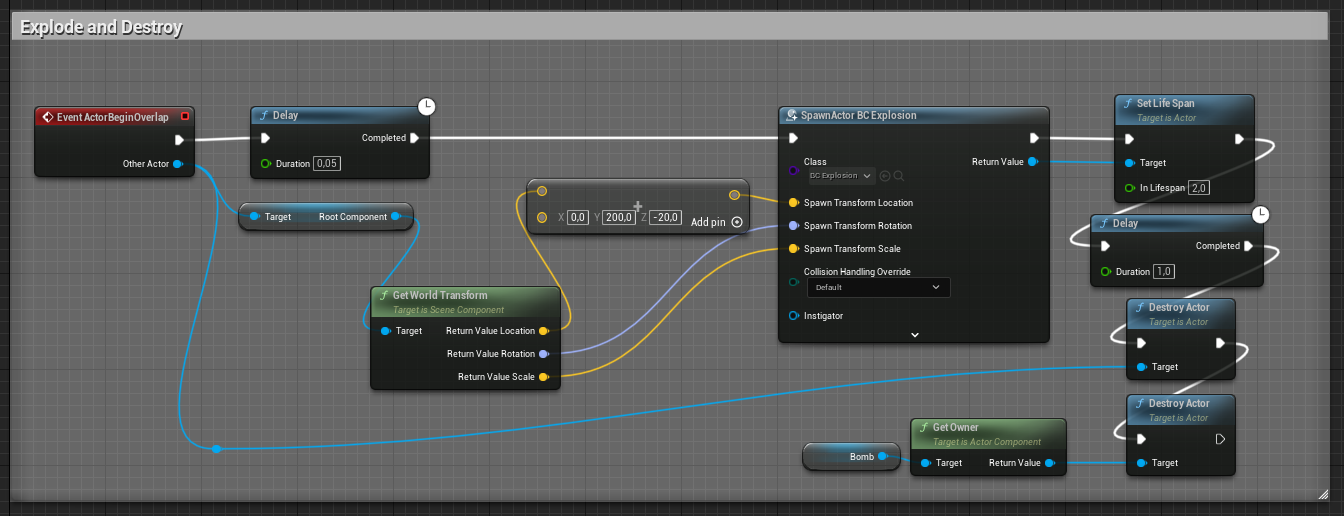 Explode and Destroy
Event ActorBeginOverlap
Other Actor
Delay
Completed
Duration 0,05
Target Root Component
Get World Transform
Target is Scene Component
Target Return Value Location
Return Value Rotation
Return Value Scale
X 0,0 Y 200,0 Z -20,0 Add pin
SpawnActor BC Explosion
Class Return Value
BC Explosion
Spawn Transform Location
Spawn Transform Rotation
Spawn Transform Scale
Collision Handling Override
Default
Instigator
Set Life Span
Target is Actor
Target
In Lifespan 2,0
Delay
Completed
Duration 1,0
Destroy Actor
Target is Actor
Target
Destroy Actor
Target is Actor
Target
Bomb
Get Owner
Target is Actor Component
Target Return Value